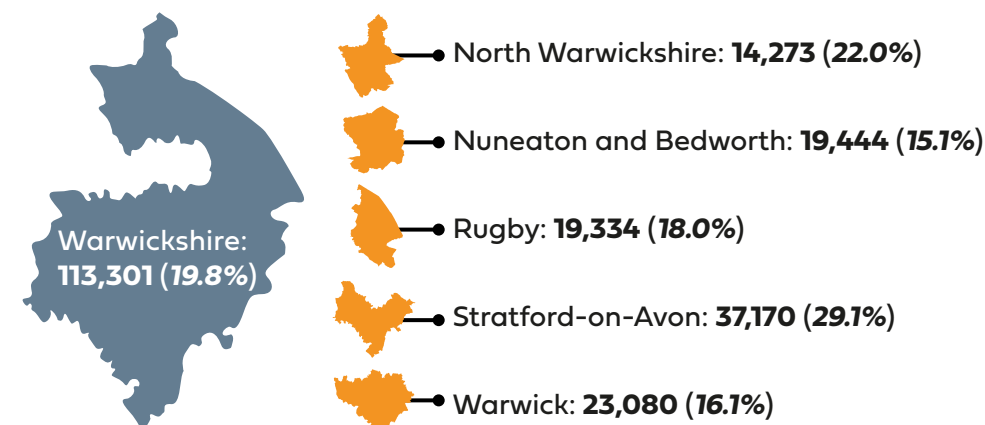 Warwickshire:
113,301 (19.8%)
North Warwickshire: 14,273 (22.0%)
Nuneaton and Bedworth: 19,444 (15.1%)
Rugby: 19,334 (18.0%)
Stratford-on-Avon: 37,170 (29.1%)
Warwick: 23,080 (16.1%)